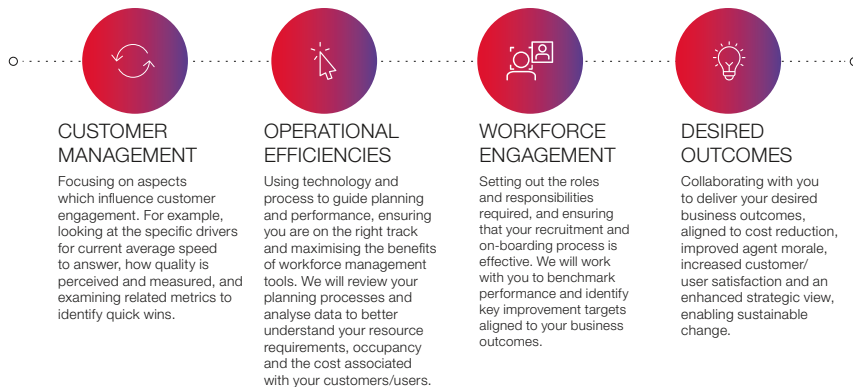 CUSTOMER
MANAGEMENT
Focusing on aspects
which influence customer
engagement. For example,
looking at the specific drivers
for current average speed
to answer, how quality is
perceived and measured, and
examining related metrics to
identify quick wins.
OPERATIONAL
EFFICIENCIES
Using technology and
process to guide planning
and performance, ensuring
you are on the right track
and maximising the benefits
of workforce management
tools. We will review your
planning processes and
analyse data to better
understand your resource
requirements, occupancy
and the cost associated
with your customers/users.
WORKFORCE
ENGAGEMENT
Setting out the roles
and responsibilities
required, and ensuring
that your recruitment and
on-boarding process is
effective. We will work
with you to benchmark
performance and identify
key improvement targets
aligned to your business
outcomes.
DESIRED
OUTCOMES
Collaborating with you
to deliver your desired
business outcomes,
aligned to cost reduction,
improved agent morale,
increased customer/
user satisfaction and an
enhanced strategic view,
enabling sustainable
change.